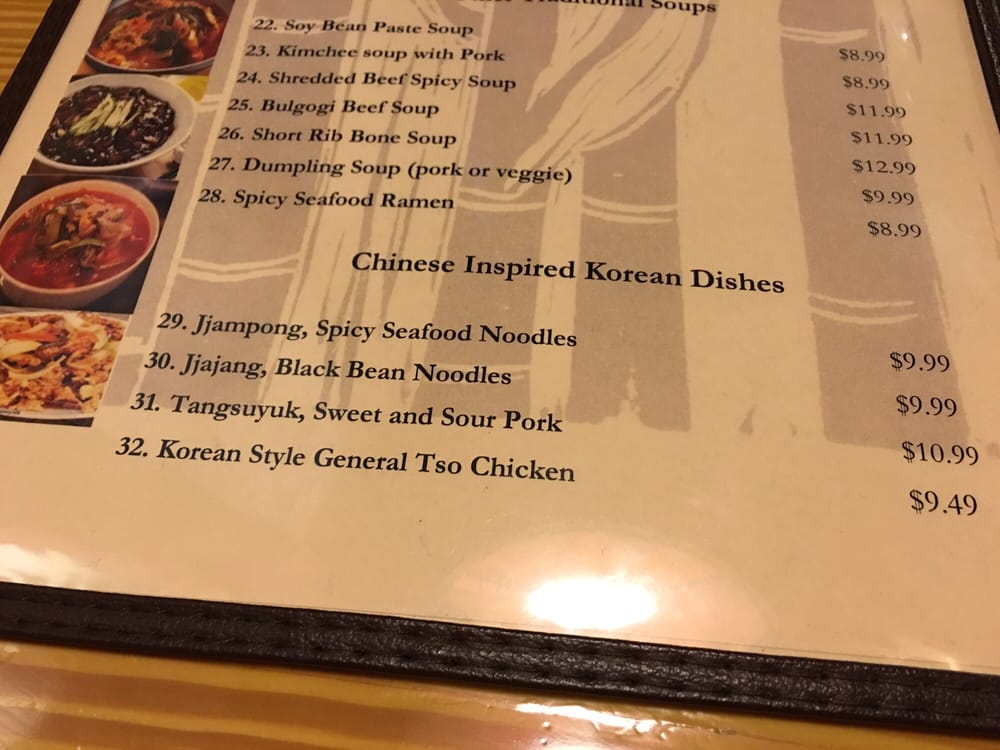 Traditional Soups
22. Soy Bean Paste Soup $8.99
23. Kimchee soup with Pork $8.99
24. Shredded Beef Spicy Soup $11.99
25. Bulgogi Beef Soup $11.99
26. Short Rib Bone Soup $12.99
27. Dumpling Soup (pork or veggie) $9.99
28. Spicy Seafood Ramen $8.99
Chinese Inspired Korean Dishes
29. Jjampong, Spicy Seafood Noodles $9.99
30. Jjajang, Black Bean Noodles $9.99
31. Tangsuyuk, Sweet and Sour Pork $10.99
32. Korean Style General Tso Chicken $9.49